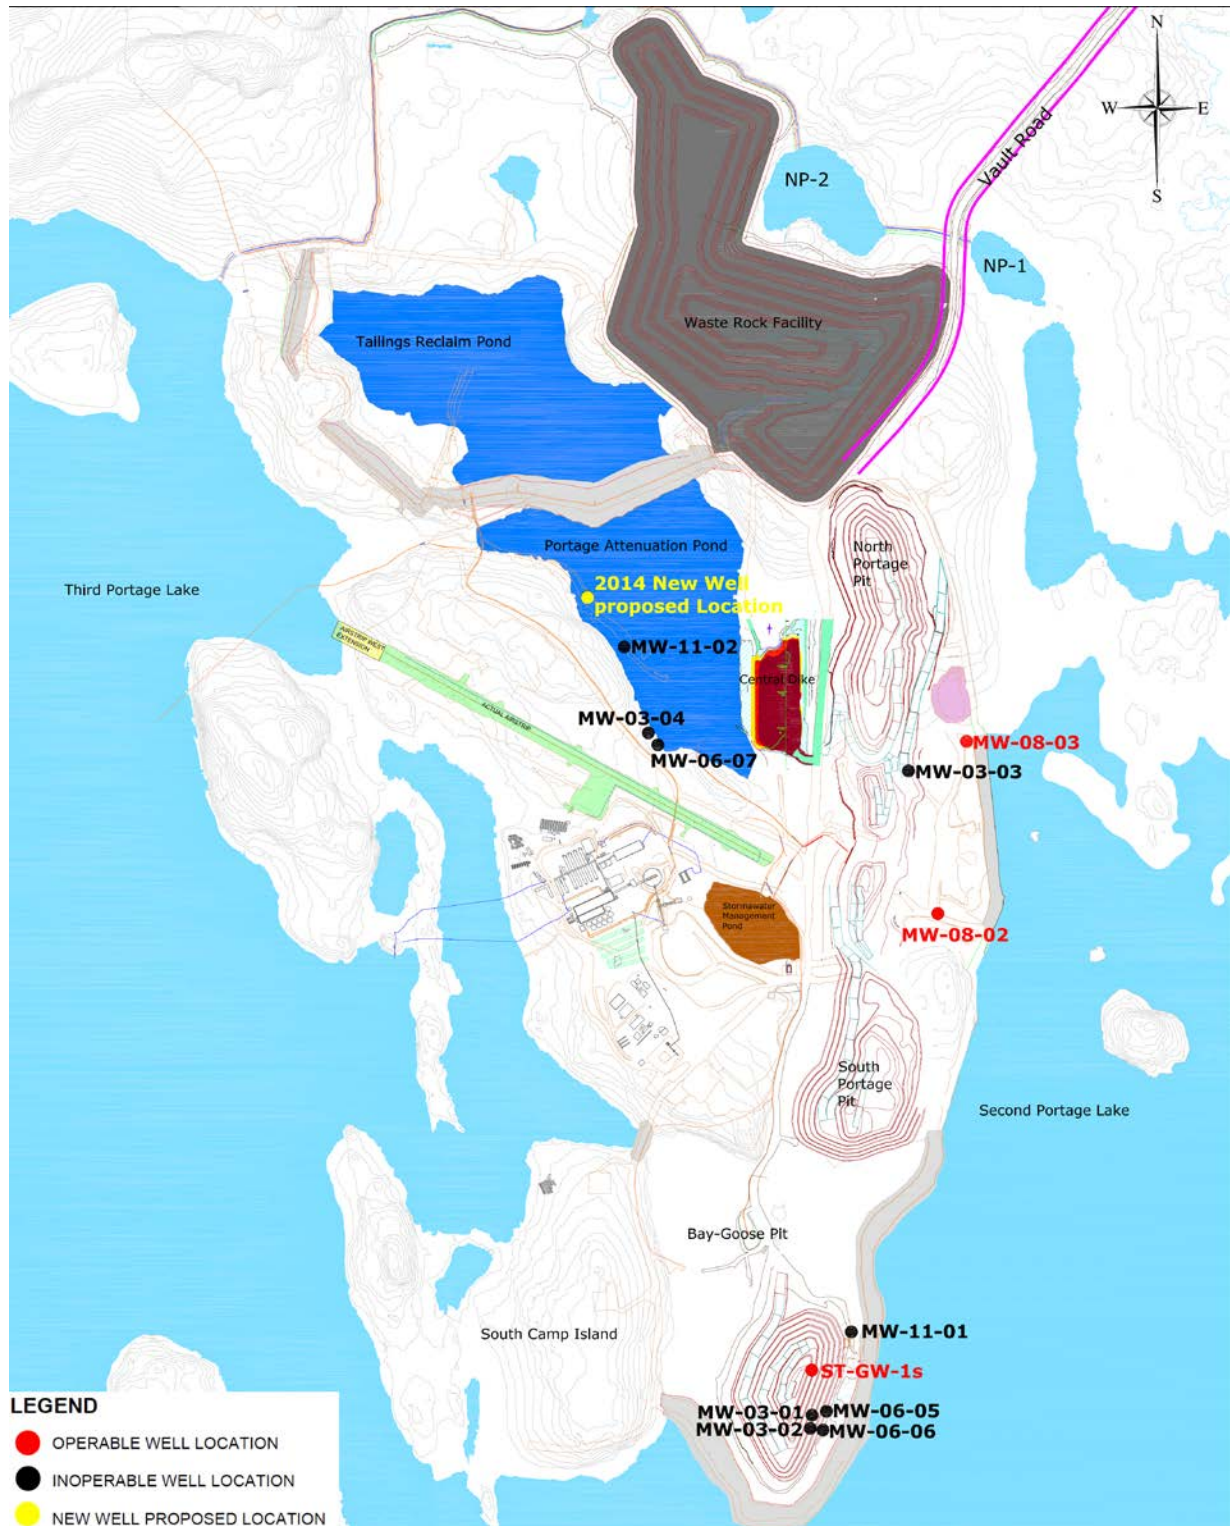 N
W
E
S
Vault Road
NP-2
NP-1
Waste Rock Facility
Tailings Reclaim Pond
Portage Attenuation Pond
North
Portage
Pit
Third Portage Lake
2014 New Well
proposed Location
AIRSTRIP WEST
EXTENSION
MW-11-02
Central Dike
ACTUAL AIRSTRIP
MW-03-04
MW-06-07
MW-08-03
MW-03-03
Stormawater
Management
Pond
MW-08-02
South
Portage
Pit
Second Portage Lake
Bay-Goose Pit
South Camp Island
MW-11-01
ST-GW-1s
MW-03-01
MW-06-05
MW-03-02
MW-06-06
LEGEND
OPERABLE WELL LOCATION
INOPERABLE WELL LOCATION
NEW WELL PROPOSED LOCATION